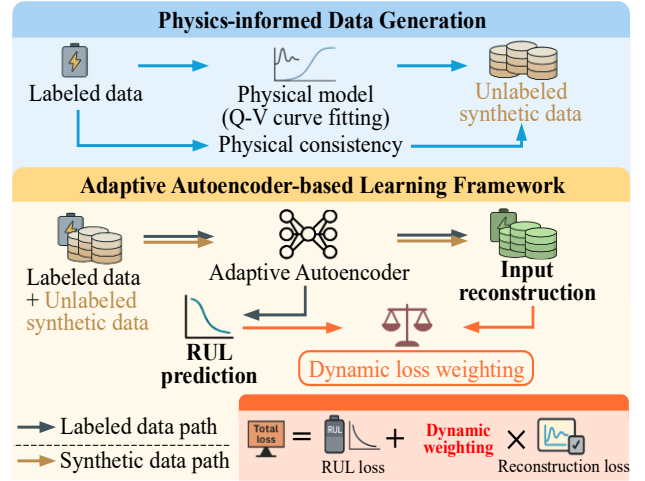 Physics-informed Data Generation
Labeled data
Physical model
(Q-V curve fitting)
Unlabeled
synthetic data
Physical consistency
Adaptive Autoencoder-based Learning Framework
Labeled data
+ Unlabeled
synthetic data
Adaptive Autoencoder
Input
reconstruction
RUL
prediction
Dynamic loss weighting
Labeled data path
Synthetic data path
Total
loss
=
RUL
RUL loss
+
Dynamic
weighting
×
Reconstruction loss